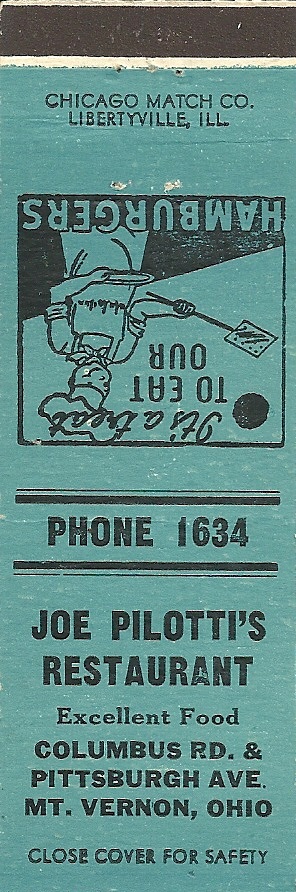 CHICAGO MATCH CO.
LIBERTYVILLE, ILL.
It's a treat
TO EAT
OUR
HAMBURGERS
PHONE 1634
JOE PILOTTI'S
RESTAURANT
Excellent Food
COLUMBUS RD. &
PITTSBURGH AVE.
MT. VERNON, OHIO
CLOSE COVER FOR SAFETY